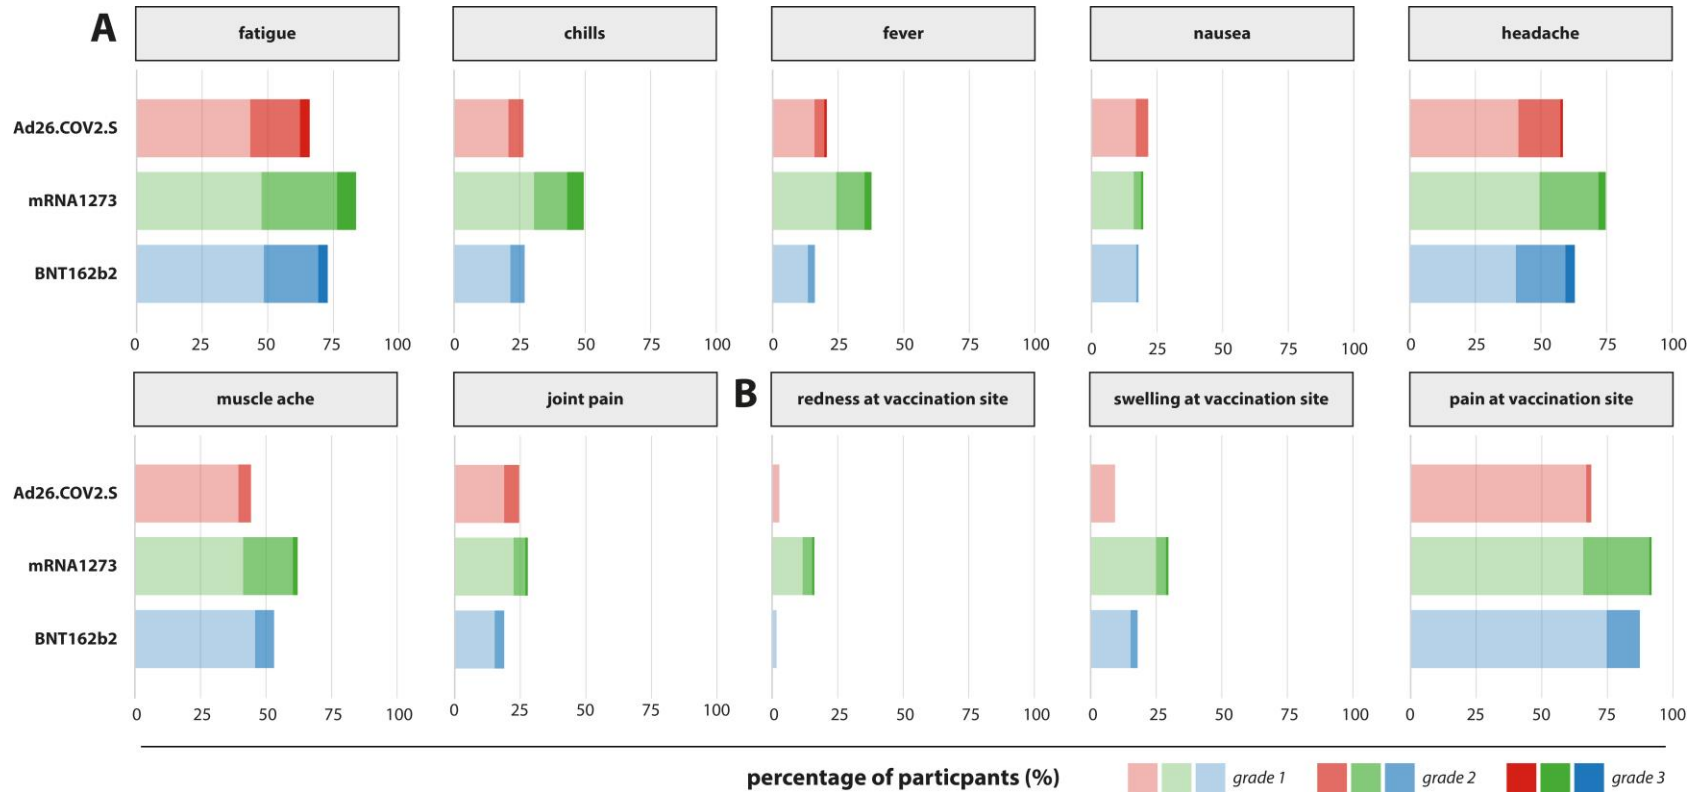 A
fatigue
chills
fever
nausea
headache
Ad26.COV2.S
mRNA1273
BNT162b2
0 25 50 75 100
0 25 50 75 100
0 25 50 75 100
0 25 50 75 100
0 25 50 75 100
muscle ache
joint pain
B
redness at vaccination site
swelling at vaccination site
pain at vaccination site
Ad26.COV2.S
mRNA1273
BNT162b2
0 25 50 75 100
0 25 50 75 100
0 25 50 75 100
0 25 50 75 100
0 25 50 75 100
percentage of particpants (%)
grade 1
grade 2
grade 3